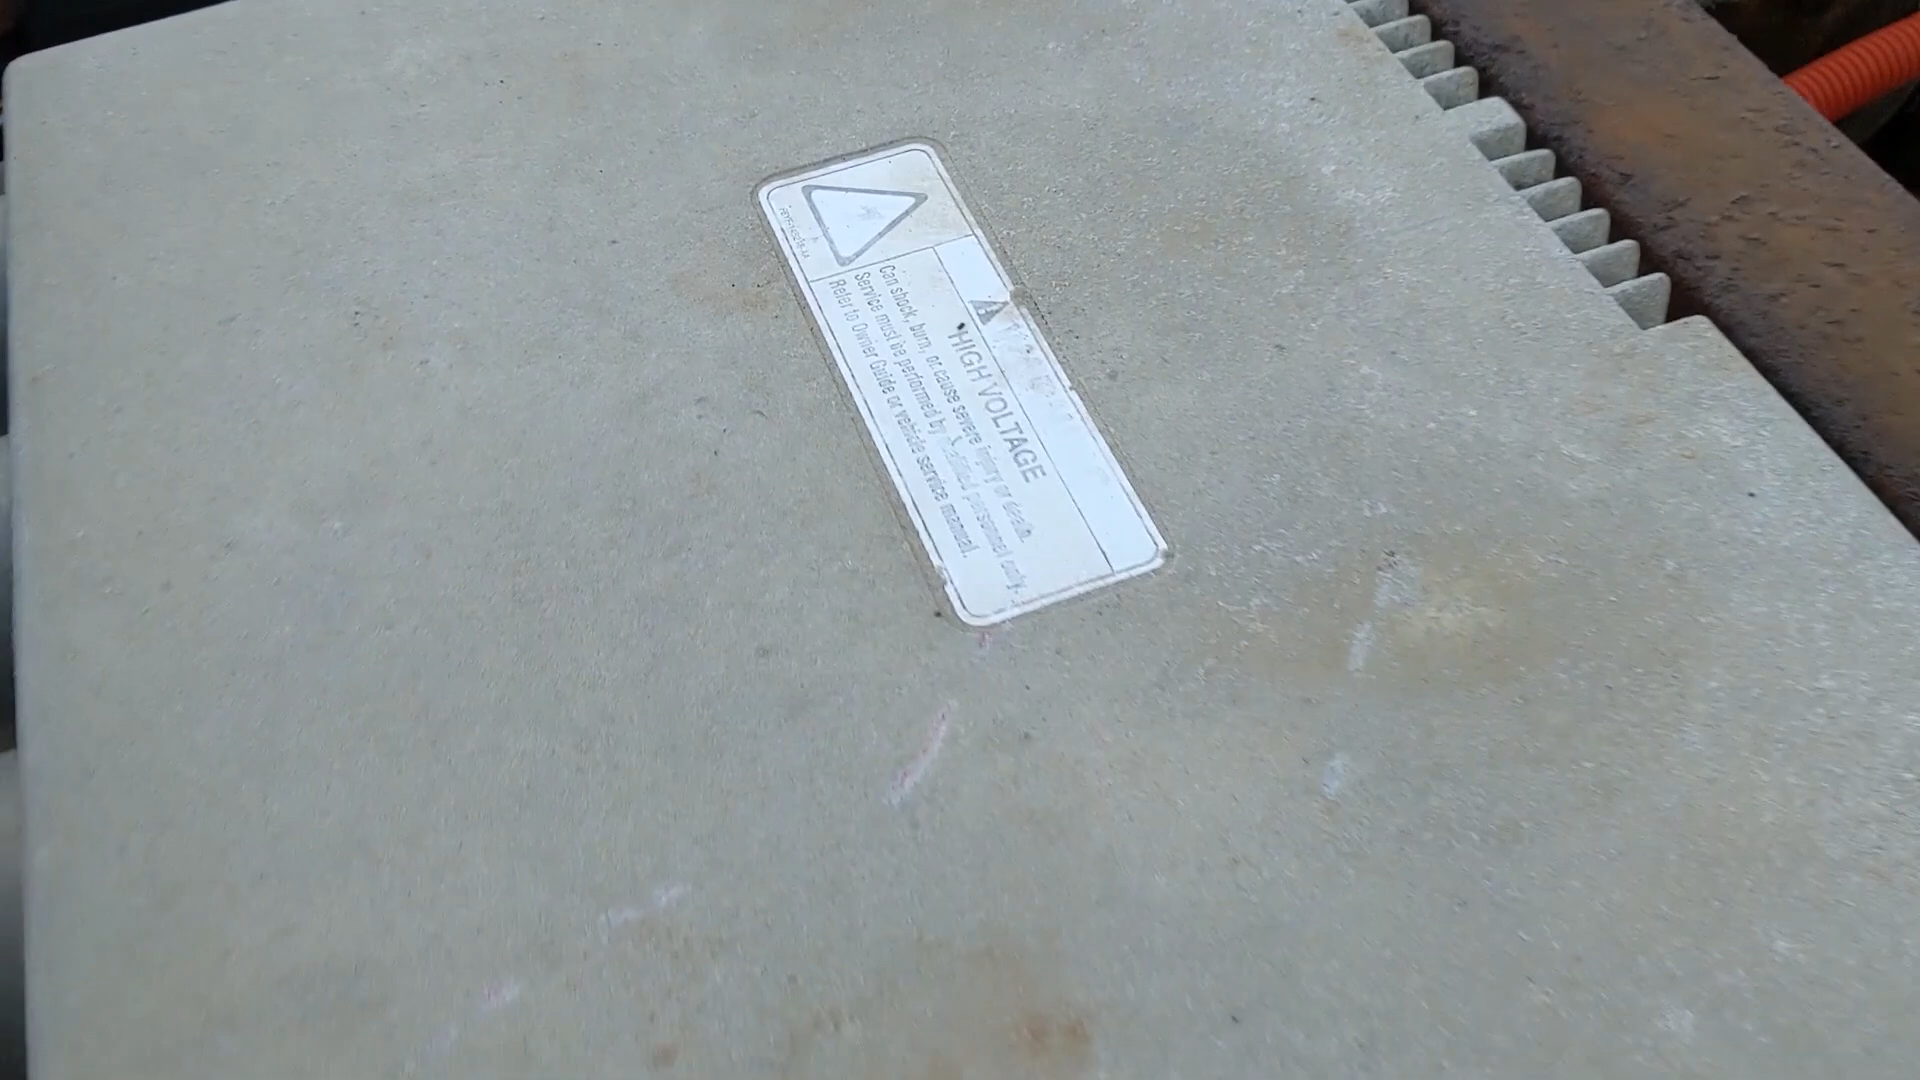 HIGH VOLTAGE
Can shock, burn, or cause severe injury or death.
Service must be performed by personnel only.
Refer to Owner Guide or vehicle service manual.